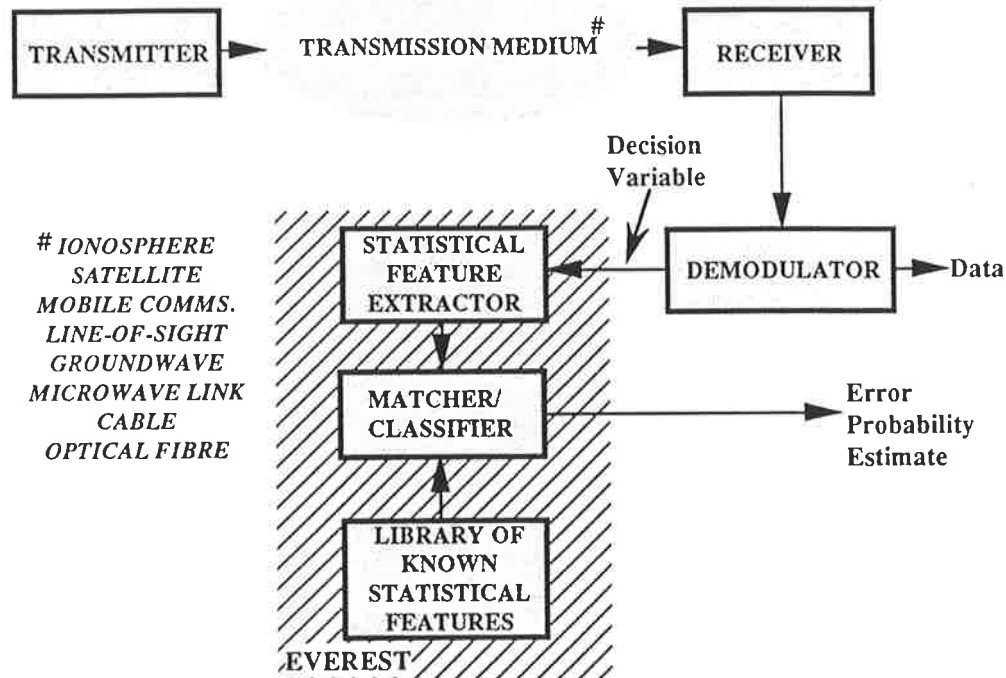 TRANSMITTER
TRANSMISSION MEDIUM#
RECEIVER
Decision
Variable
# IONOSPHERE
SATELLITE
MOBILE COMMS.
LINE-OF-SIGHT
GROUNDWAVE
MICROWAVE LINK
CABLE
OPTICAL FIBRE
STATISTICAL
FEATURE
EXTRACTOR
DEMODULATOR
Data
MATCHER/
CLASSIFIER
Error
Probability
Estimate
LIBRARY OF
KNOWN
STATISTICAL
FEATURES
EVEREST